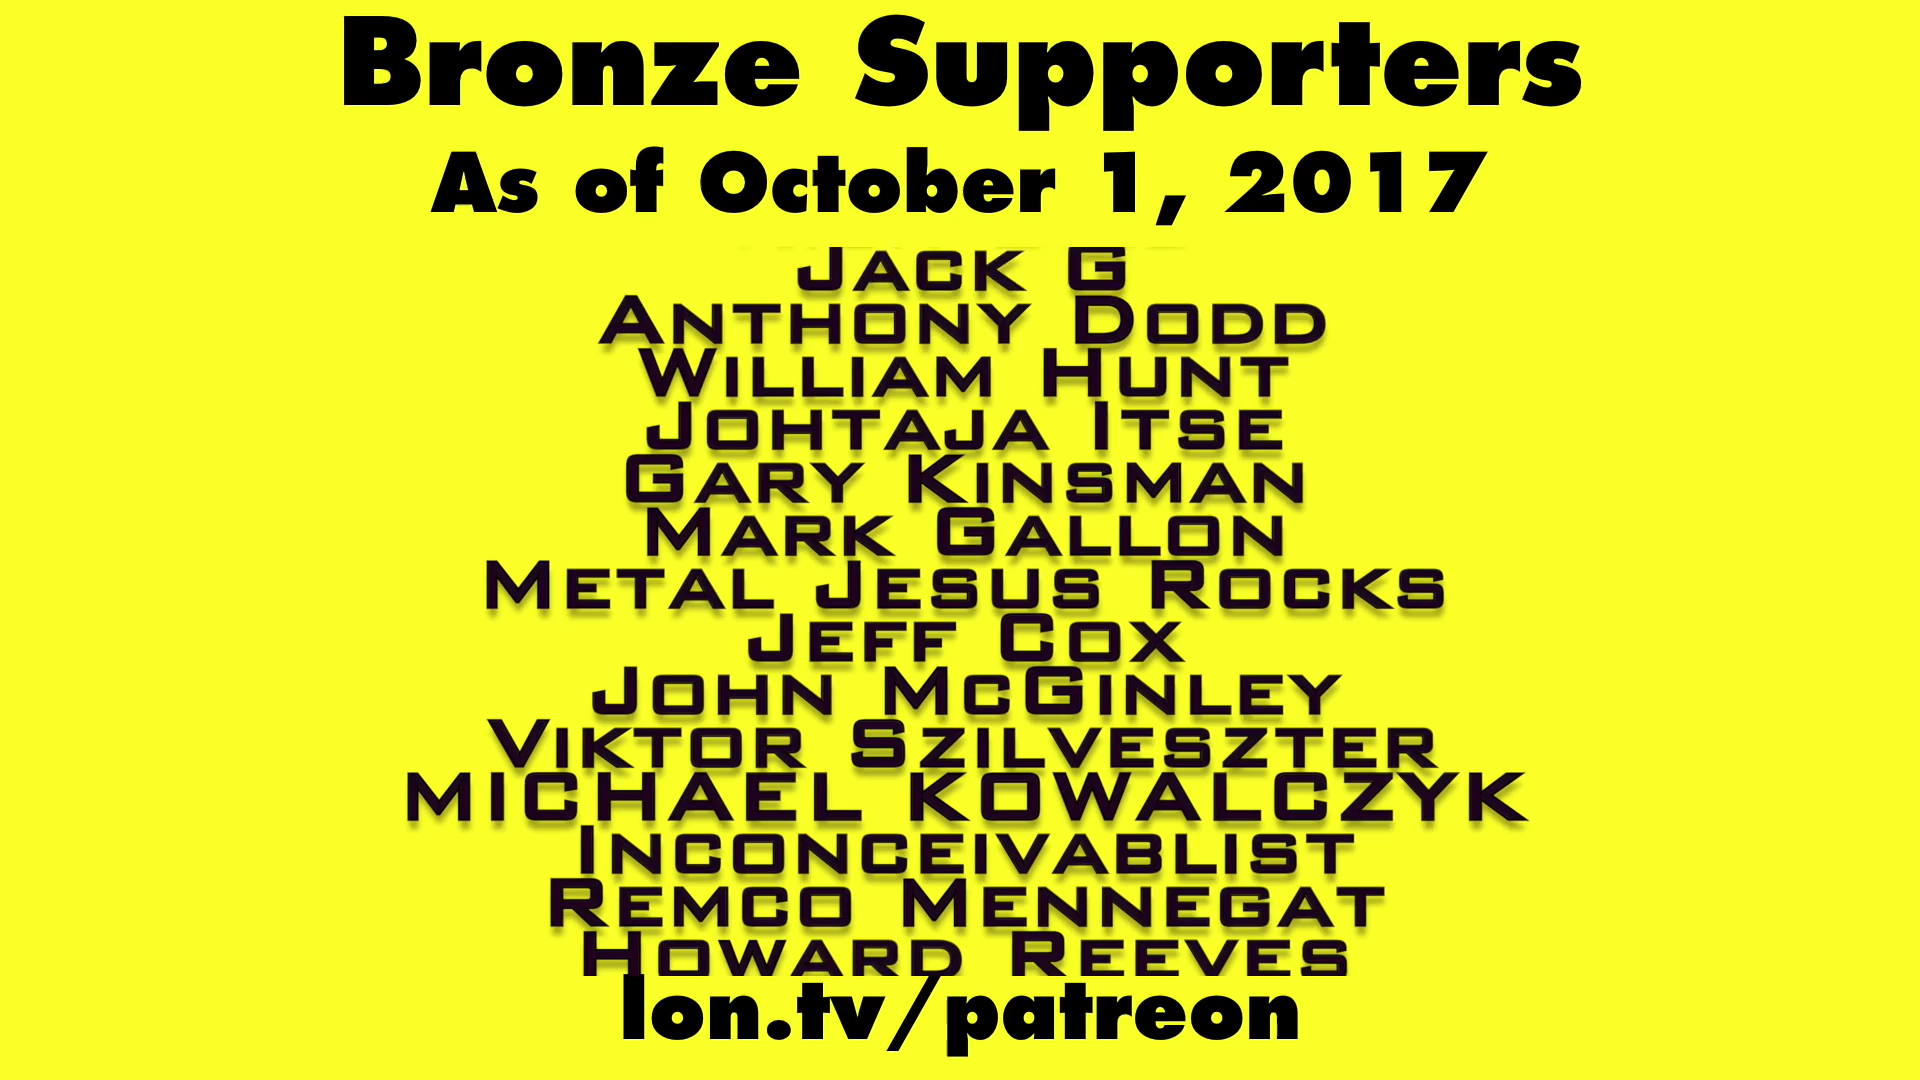 Bronze Supporters
As of October 1, 2017
Jack G
Anthony Dodd
William Hunt
Johtaja Itse
Gary Kinsman
Mark Gallon
Metal Jesus Rocks
Jeff Cox
John McGinley
Viktor Szilveszter
MICHAEL KOWALCZYK
Inconceivablist
Remco Mennegat
Howard Reeves
lon.tv/patreon